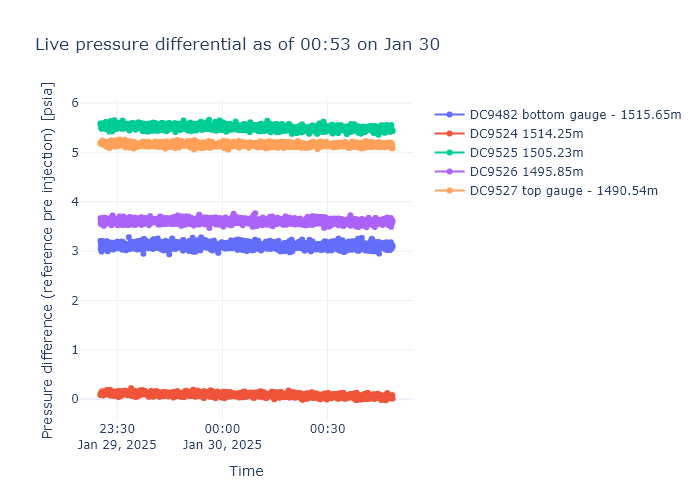 Live pressure differential as of 00:53 on Jan 30
Pressure difference (reference pre injection) [psia]
6
5
4
3
2
1
0
23:30
Jan 29, 2025
00:00
Jan 30, 2025
00:30
Time
DC9482 bottom gauge - 1515.65m
DC9524 1514.25m
DC9525 1505.23m
DC9526 1495.85m
DC9527 top gauge - 1490.54m